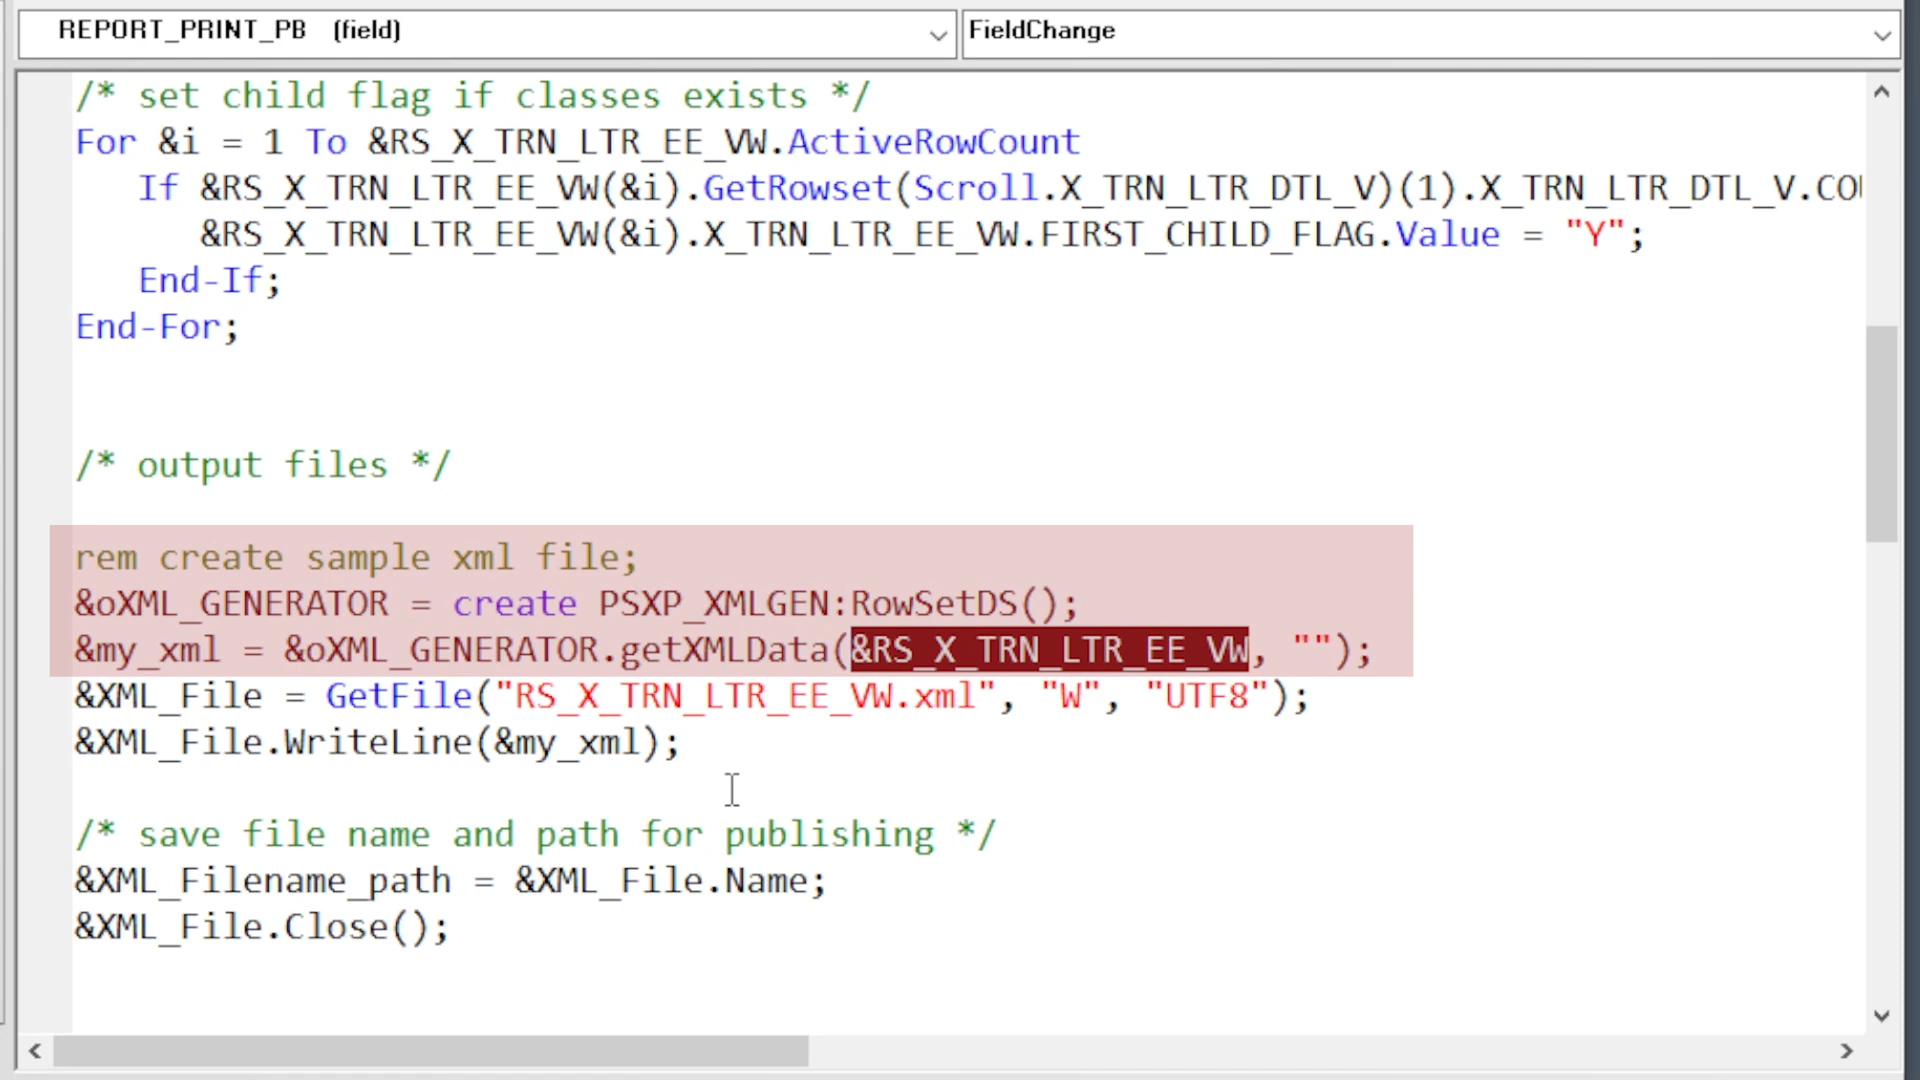 REPORT_PRINT_PB (field)
FieldChange
/* set child flag if classes exists */
For &i = 1 To &RS_X_TRN_LTR_EE_VW.ActiveRowCount
If &RS_X_TRN_LTR_EE_VW(&i).GetRowset(Scroll.X_TRN_LTR_DTL_V)(1).X_TRN_LTR_DTL_V.COU
&RS_X_TRN_LTR_EE_VW(&i).X_TRN_LTR_EE_VW.FIRST_CHILD_FLAG.Value = "Y";
End-If;
End-For;
/* output files */
rem create sample xml file;
&oXML_GENERATOR = create PSXP_XMLGEN:RowSetDS();
&my_xml = &oXML_GENERATOR.getXMLData(&RS_X_TRN_LTR_EE_VW, "");
&XML_File = GetFile("RS_X_TRN_LTR_EE_VW.xml", "W", "UTF8");
&XML_File.WriteLine(&my_xml);
/* save file name and path for publishing */
&XML_Filename_path = &XML_File.Name;
&XML_File.Close();